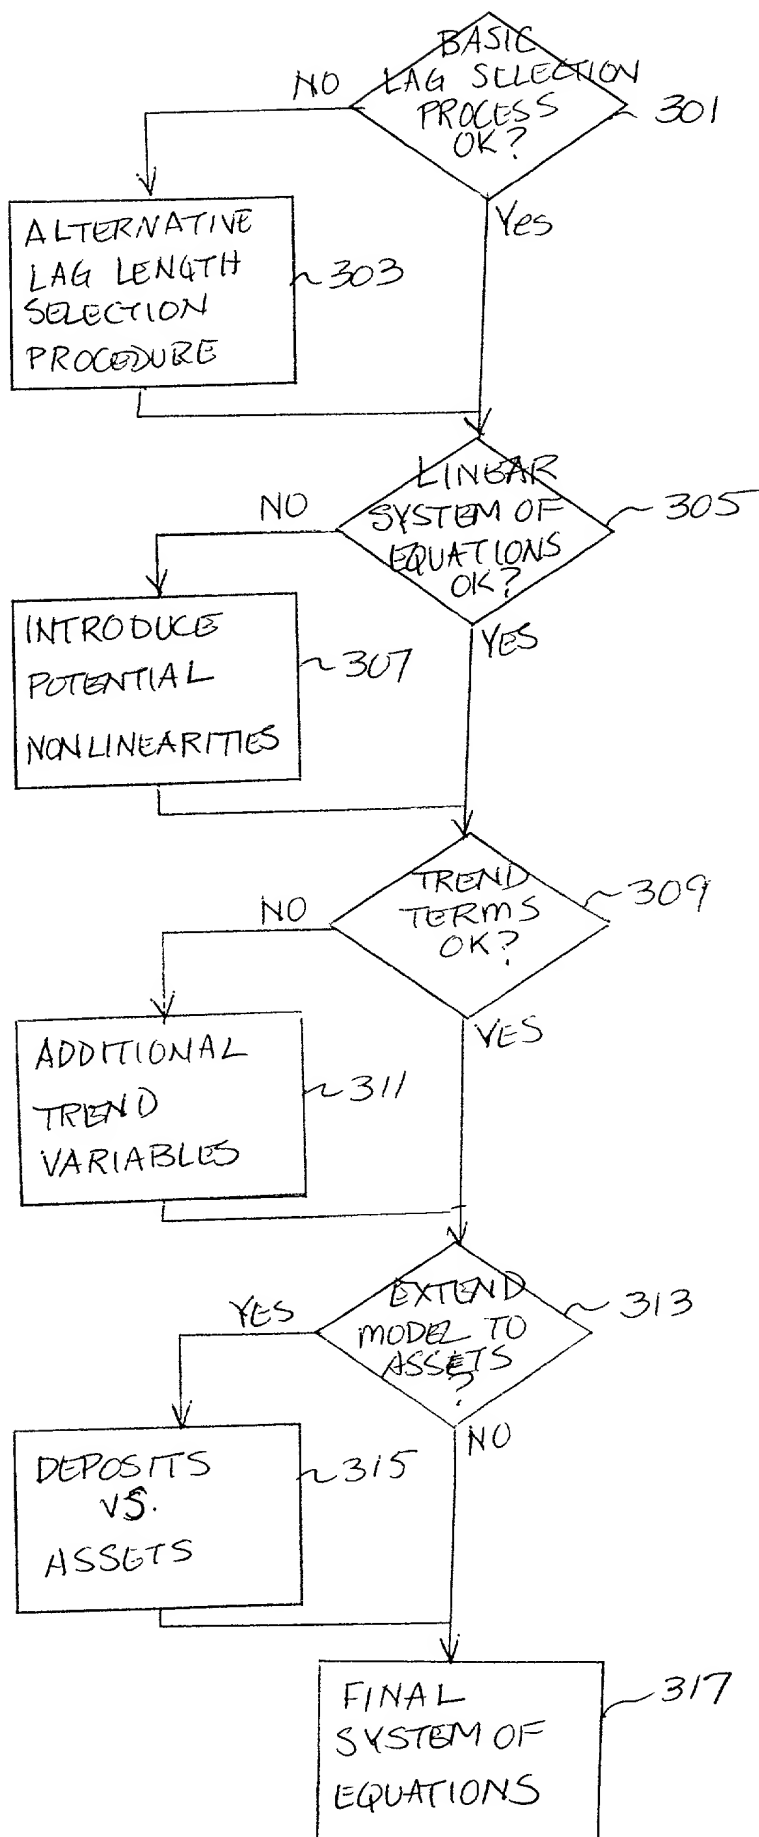 BASIC
LAG SELECTION
PROCESS
OK?
301
NO
Yes
ALTERNATIVE
LAG LENGTH
SELECTION
PROCEDURE
303
LINEAR
SYSTEM OF
EQUATIONS
OK?
305
NO
YES
INTRODUCE
POTENTIAL
NONLINEARITIES
307
TREND
TERMS
OK?
309
NO
YES
ADDITIONAL
TREND
VARIABLES
311
EXTEND
MODEL TO
ASSETS
?
313
YES
NO
DEPOSITS
VS.
ASSETS
315
FINAL
SYSTEM OF
EQUATIONS
317